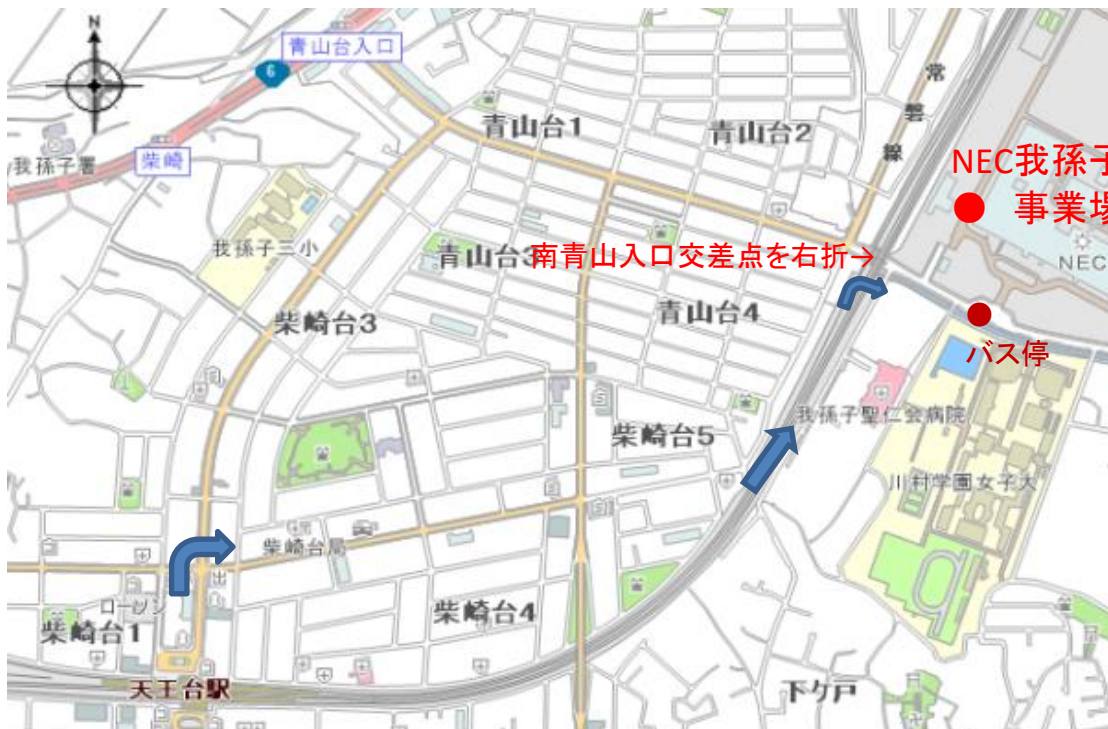 N
青山台入口
6
常磐線
青山台1
青山台2
我孫子署
柴崎
NEC我孫子
事業場
我孫子三小
青山台3
南青山入口交差点を右折→
NEC
柴崎台3
青山台4
バス停
我孫子聖仁会病院
柴崎台5
川村学園女子大
柴崎台局
出
ローソン
柴崎台1
柴崎台4
天王台駅
下ケ戸